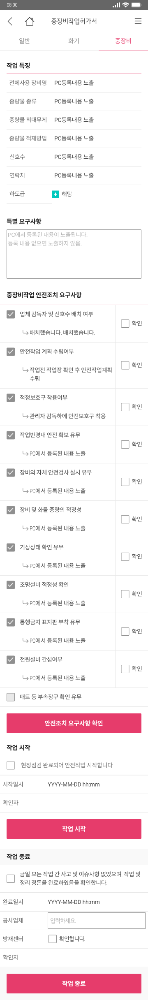 08:00
중장비작업허가서
일반 화기 중장비
작업 특징
전체사용 장비명 PC등록내용 노출
중량물 종류 PC등록내용 노출
중량물 최대무게 PC등록내용 노출
중량물 적재방법 PC등록내용 노출
신호수 PC등록내용 노출
연락처 PC등록내용 노출
하도급 해당
특별 요구사항
PC에서 등록된 내용이 노출됩니다.
등록 내용 없으면 노출하지 않음.
중장비작업 안전조치 요구사항
업체 감독자 및 신호수 배치 여부
확인
배치했습니다. 배치했습니다.
안전작업 계획 수립여부
확인
작업전 작업장 확인 후 안전작업계획
수립
적정보호구 착용여부
확인
관리자 감독하에 안전보호구 착용
작업반경내 안전 확보 유무
확인
PC에서 등록된 내용 노출
장비의 자체 안전검사 실시 유무
확인
PC에서 등록된 내용 노출
장비 및 화물 중량의 적정성
확인
PC에서 등록된 내용 노출
기상상태 확인 유무
확인
PC에서 등록된 내용 노출
조명설비 적정성 확인
확인
PC에서 등록된 내용 노출
통행금지 표지판 부착 유무
확인
PC에서 등록된 내용 노출
전원설비 간섭여부
확인
PC에서 등록된 내용 노출
매트 등 부속장구 확인 유무
안전조치 요구사항 확인
작업 시작
현장점검 완료되어 안전작업 시작합니다.
시작일시 YYYY-MM-DD hh:mm
확인자
작업 시작
작업 종료
금일 모든 작업 간 사고 및 이슈사항 없었으며, 작업 및
정리 정돈을 완료하였음을 확인합니다.
완료일시 YYYY-MM-DD hh:mm
공사업체 입력하세요.
방재센터 확인합니다.
확인자
작업 종료